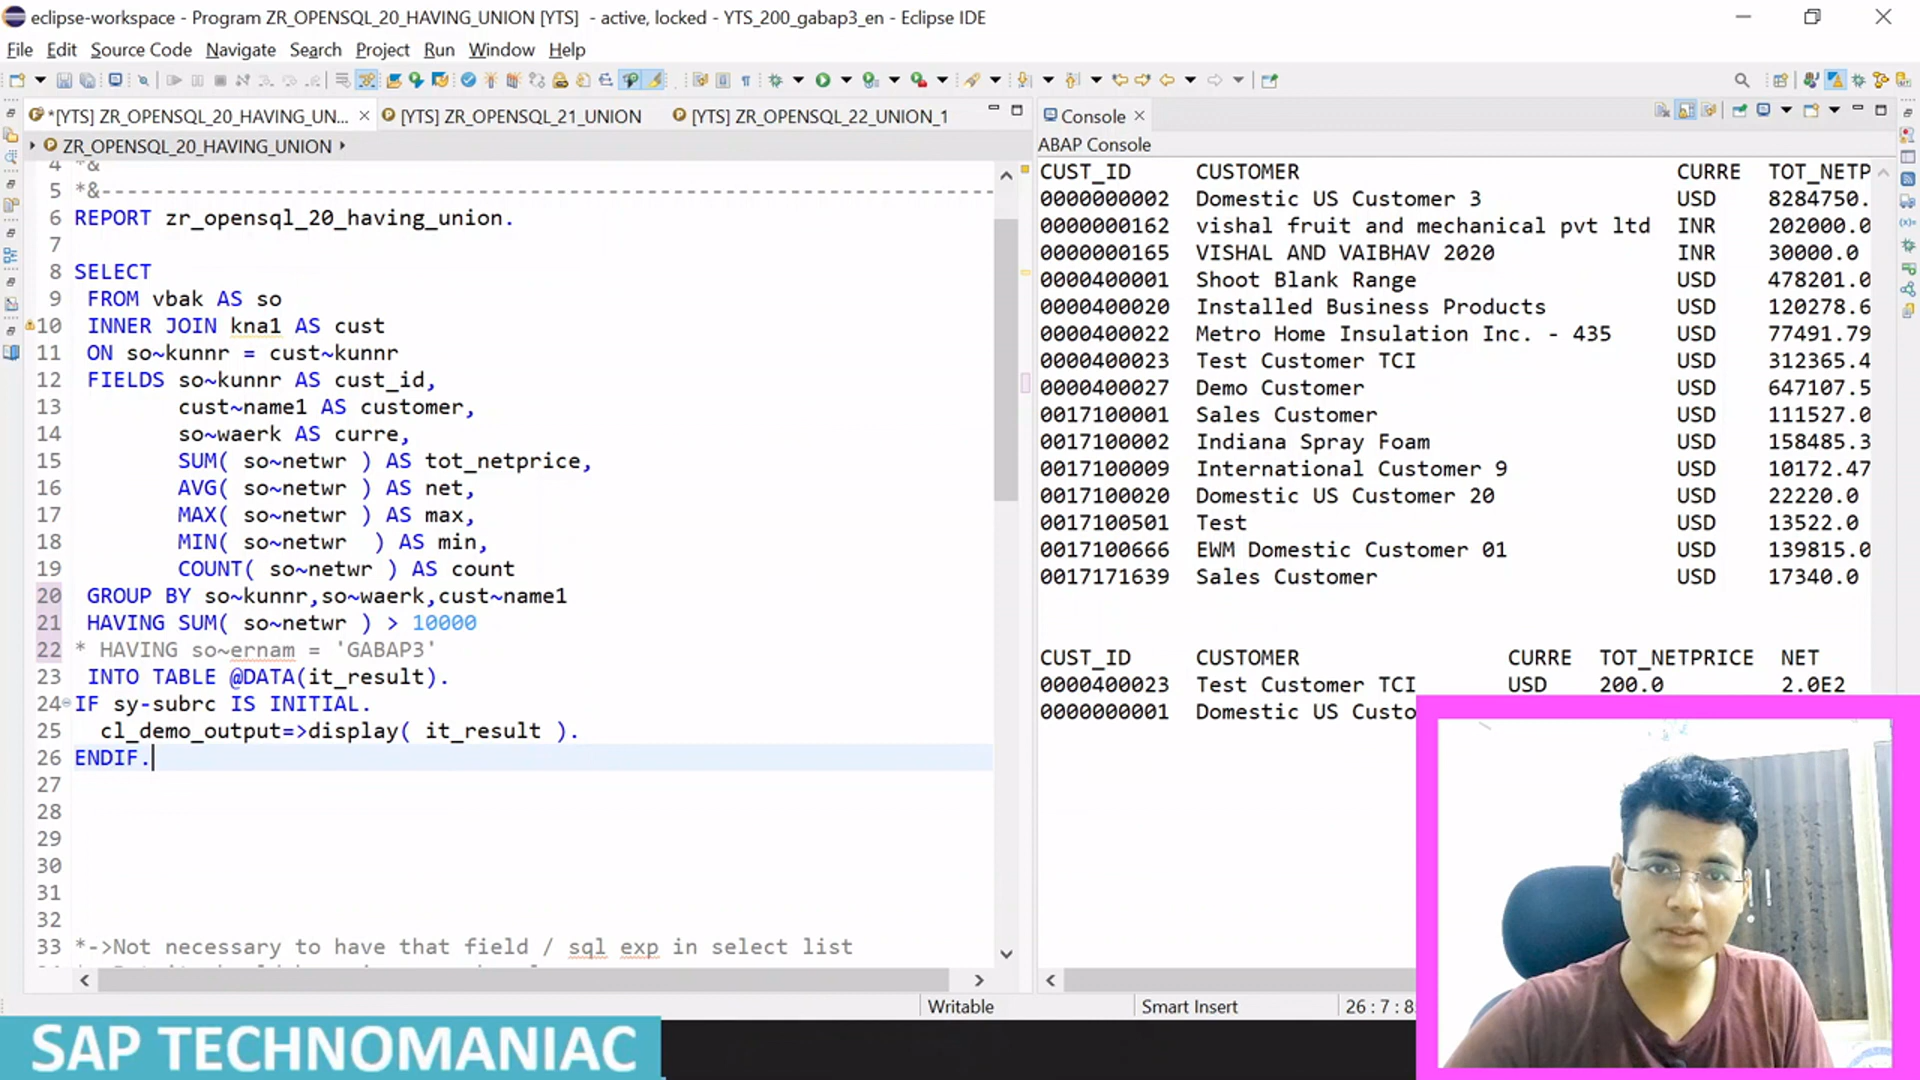 eclipse-workspace - Program ZR_OPENSQL_20_HAVING_UNION [YTS] - active, locked - YTS_200_gabap3_en - Eclipse IDE
File Edit Source Code Navigate Search Project Run Window Help
*[YTS] ZR_OPENSQL_20_HAVING_UN... [YTS] ZR_OPENSQL_21_UNION [YTS] ZR_OPENSQL_22_UNION_1
ZR_OPENSQL_20_HAVING_UNION
4 *&
5 *&---------------------------------------------------------------------
6 REPORT zr_opensql_20_having_union.
7
8 SELECT
9 FROM vbak AS so
10 INNER JOIN kna1 AS cust
11 ON so~kunnr = cust~kunnr
12 FIELDS so~kunnr AS cust_id,
13 cust~name1 AS customer,
14 so~waerk AS curre,
15 SUM( so~netwr ) AS tot_netprice,
16 AVG( so~netwr ) AS net,
17 MAX( so~netwr ) AS max,
18 MIN( so~netwr  ) AS min,
19 COUNT( so~netwr ) AS count
20 GROUP BY so~kunnr,so~waerk,cust~name1
21 HAVING SUM( so~netwr ) > 10000
22 * HAVING so~ernam = 'GABAP3'
23 INTO TABLE @DATA(it_result).
24 IF sy-subrc IS INITIAL.
25 cl_demo_output=>display( it_result ).
26 ENDIF.
27
28
29
30
31
32
33 *->Not necessary to have that field / sql exp in select list
Writable Smart Insert 26 : 7 : 8
Console
ABAP Console
CUST_ID CUSTOMER CURRE TOT_NETP
0000000002 Domestic US Customer 3 USD 8284750.
0000000162 vishal fruit and mechanical pvt ltd INR 202000.0
0000000165 VISHAL AND VAIBHAV 2020 INR 30000.0
0000400001 Shoot Blank Range USD 478201.0
0000400020 Installed Business Products USD 120278.6
0000400022 Metro Home Insulation Inc. - 435 USD 77491.79
0000400023 Test Customer TCI USD 312365.4
0000400027 Demo Customer USD 647107.5
0017100001 Sales Customer USD 111527.0
0017100002 Indiana Spray Foam USD 158485.3
0017100009 International Customer 9 USD 10172.47
0017100020 Domestic US Customer 20 USD 22220.0
0017100501 Test USD 13522.0
0017100666 EWM Domestic Customer 01 USD 139815.0
0017171639 Sales Customer USD 17340.0
CUST_ID CUSTOMER CURRE TOT_NETPRICE NET
0000400023 Test Customer TCI USD 200.0 2.0E2
0000000001 Domestic US Custo
SAP TECHNOMANIAC